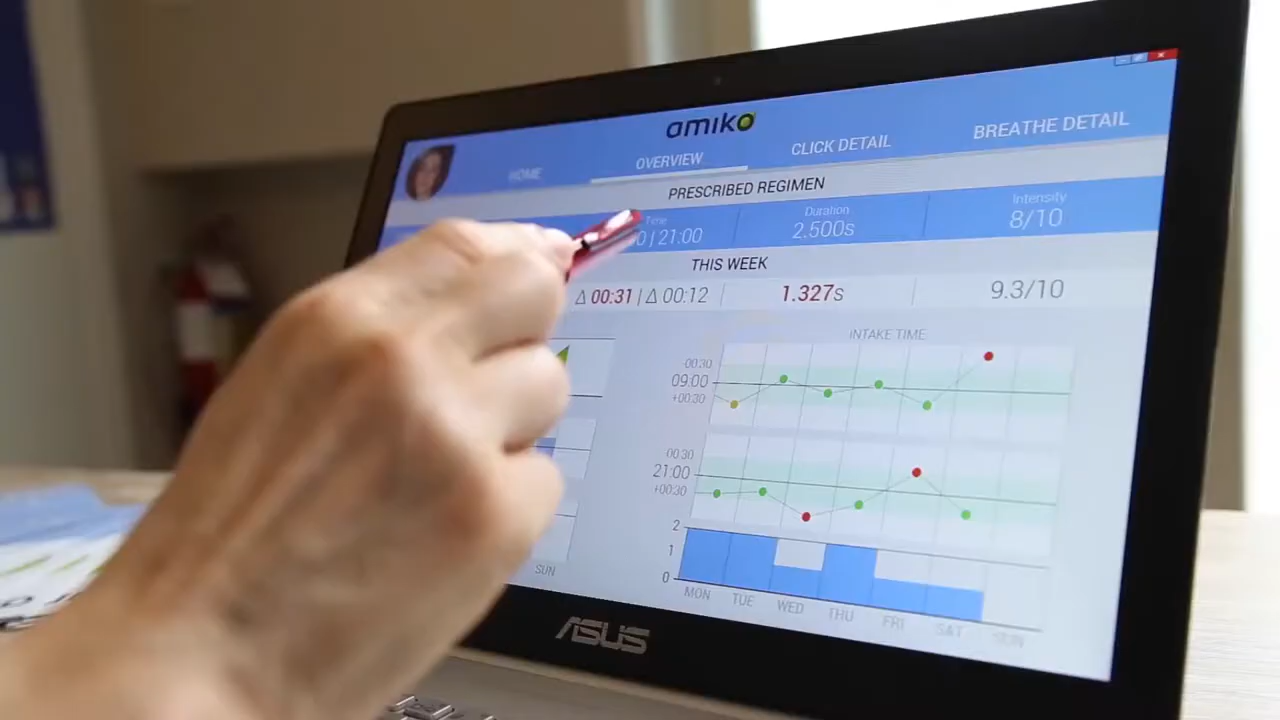 amiko
HOME
OVERVIEW
CLICK DETAIL
BREATHE DETAIL
PRESCRIBED REGIMEN
Time
0 | 21:00
Duration
2.500s
Intensity
8/10
THIS WEEK
Δ 00:31 | Δ 00:12
1.327s
9.3/10
INTAKE TIME
00:30
09:00
+00:30
00:30
21:00
+00:30
2
1
0
MON TUE WED THU FRI SAT SUN
SUN
ASUS